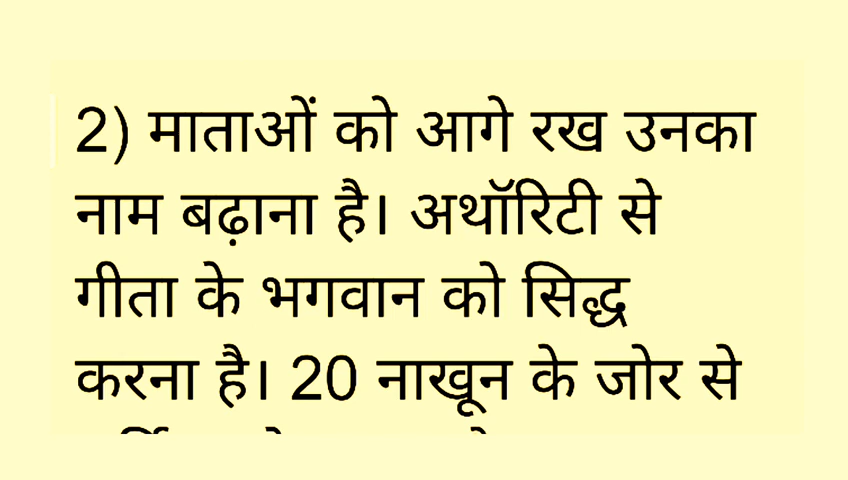 2) माताओं को आगे रख उनका
नाम बढ़ाना है। अथॉरिटी से
गीता के भगवान को सिद्ध
करना है। 20 नाखून के जोर से